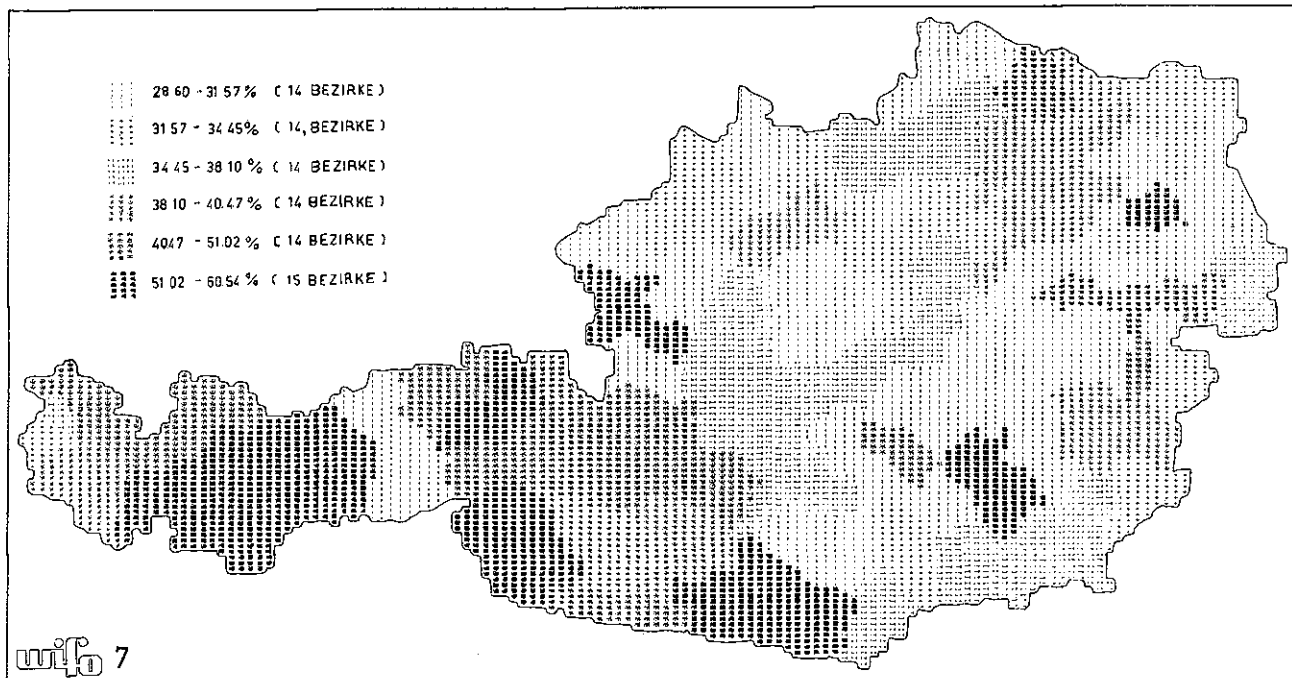 28 60 - 31 57 % ( 14 BEZIRKE )
31 57 - 34 45% ( 14, BEZIRKE )
34 45 - 38 10 % ( 14 BEZIRKE )
38 10 - 40.47 % ( 14 BEZIRKE )
4047 - 51.02 % ( 14 BEZIRKE )
51 02 - 60.54 % ( 15 BEZIRKE )
wifo 7